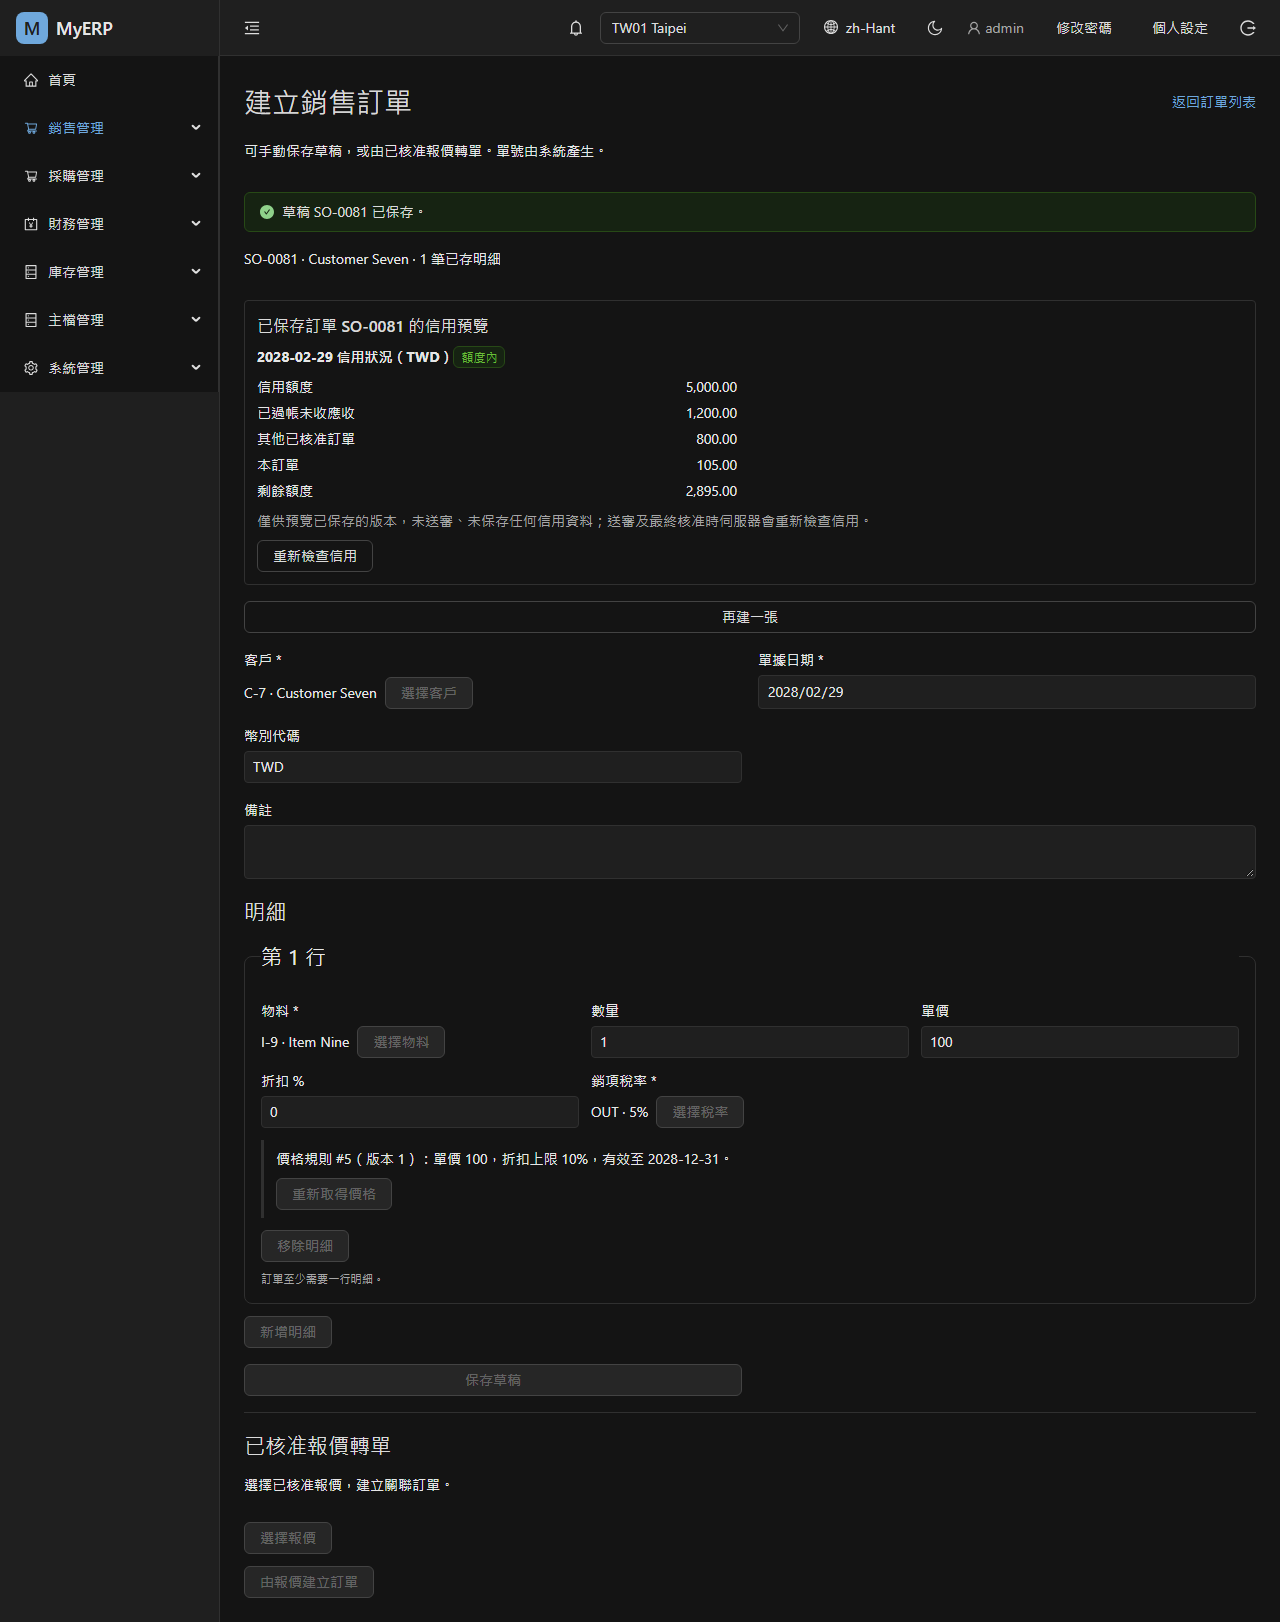 M MyERP
TW01 Taipei
zh-Hant
admin
修改密碼
個人設定
首頁
銷售管理
採購管理
財務管理
庫存管理
主檔管理
系統管理
建立銷售訂單
返回訂單列表
可手動保存草稿，或由已核准報價轉單。單號由系統產生。
草稿 SO-0081 已保存。
SO-0081 · Customer Seven · 1 筆已存明細
已保存訂單 SO-0081 的信用預覽
2028-02-29 信用狀況（TWD） 額度內
信用額度 5,000.00
已過帳未收應收 1,200.00
其他已核准訂單 800.00
本訂單 105.00
剩餘額度 2,895.00
僅供預覽已保存的版本，未送審、未保存任何信用資料；送審及最終核准時伺服器會重新檢查信用。
重新檢查信用
再建一張
客戶 *
C-7 · Customer Seven 選擇客戶
單據日期 *
2028/02/29
幣別代碼
TWD
備註
明細
第 1 行
物料 *
I-9 · Item Nine 選擇物料
數量
1
單價
100
折扣 %
0
銷項稅率 *
OUT · 5% 選擇稅率
價格規則 #5（版本 1）：單價 100，折扣上限 10%，有效至 2028-12-31。
重新取得價格
移除明細
訂單至少需要一行明細。
新增明細
保存草稿
已核准報價轉單
選擇已核准報價，建立關聯訂單。
選擇報價
由報價建立訂單